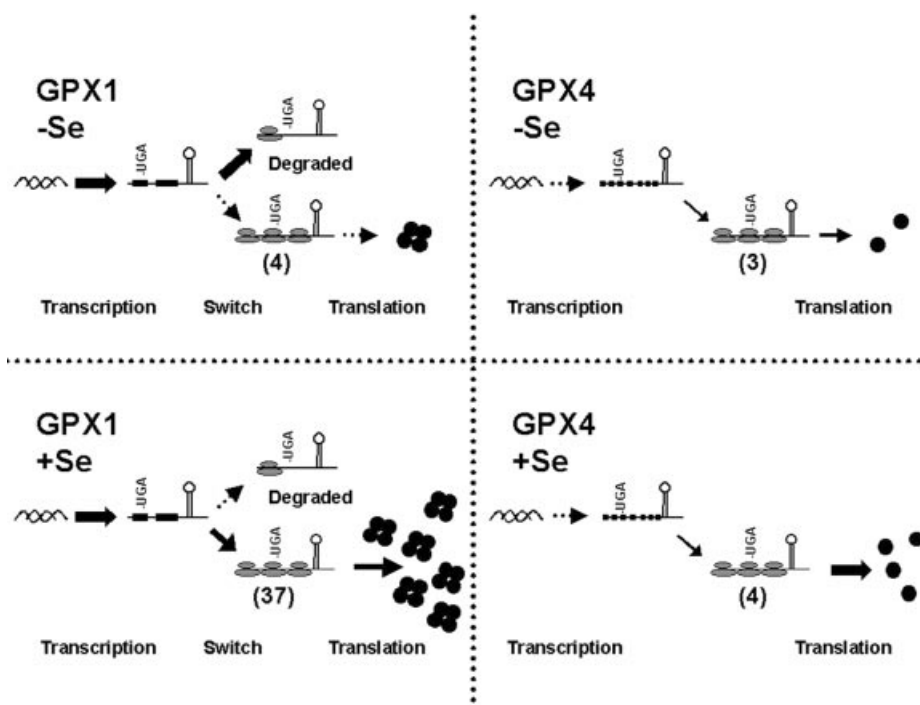 GPX1
-Se
-UGA
-UGA
Degraded
-UGA
(4)
Transcription Switch Translation
GPX4
-Se
-UGA
-UGA
(3)
Transcription Translation
GPX1
+Se
-UGA
-UGA
Degraded
-UGA
(37)
Transcription Switch Translation
GPX4
+Se
-UGA
-UGA
(4)
Transcription Translation